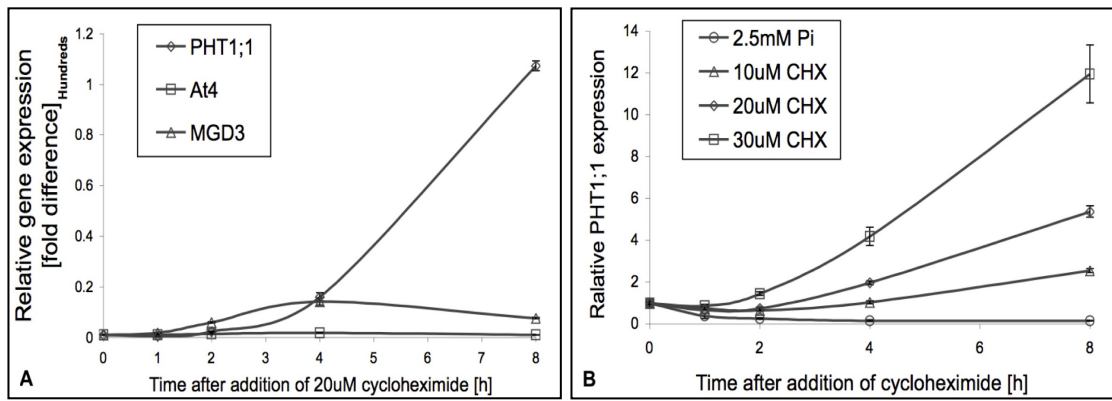 Relative gene expression
[fold difference]Hundreds
1.2
1
0.8
0.6
0.4
0.2
0
PHT1;1
At4
MGD3
0 1 2 3 4 5 6 7 8
A
Time after addition of 20uM cycloheximide [h]
Ralative PHT1;1 expression
14
12
10
8
6
4
2
0
2.5mM Pi
10uM CHX
20uM CHX
30uM CHX
0 2 4 6 8
B
Time after addition of cycloheximide [h]